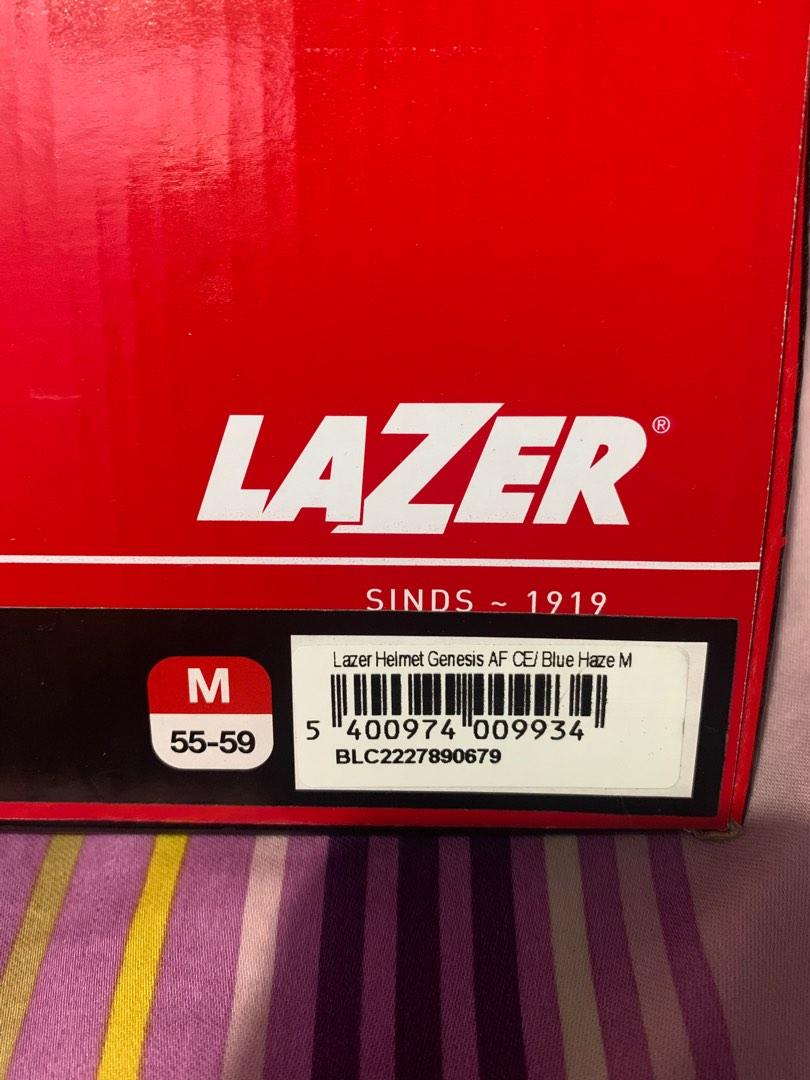 LAZER®
SINDS ~ 1919
M
55-59
Lazer Helmet Genesis AF CE/ Blue Haze M
5 400974 009934
BLC2227890679